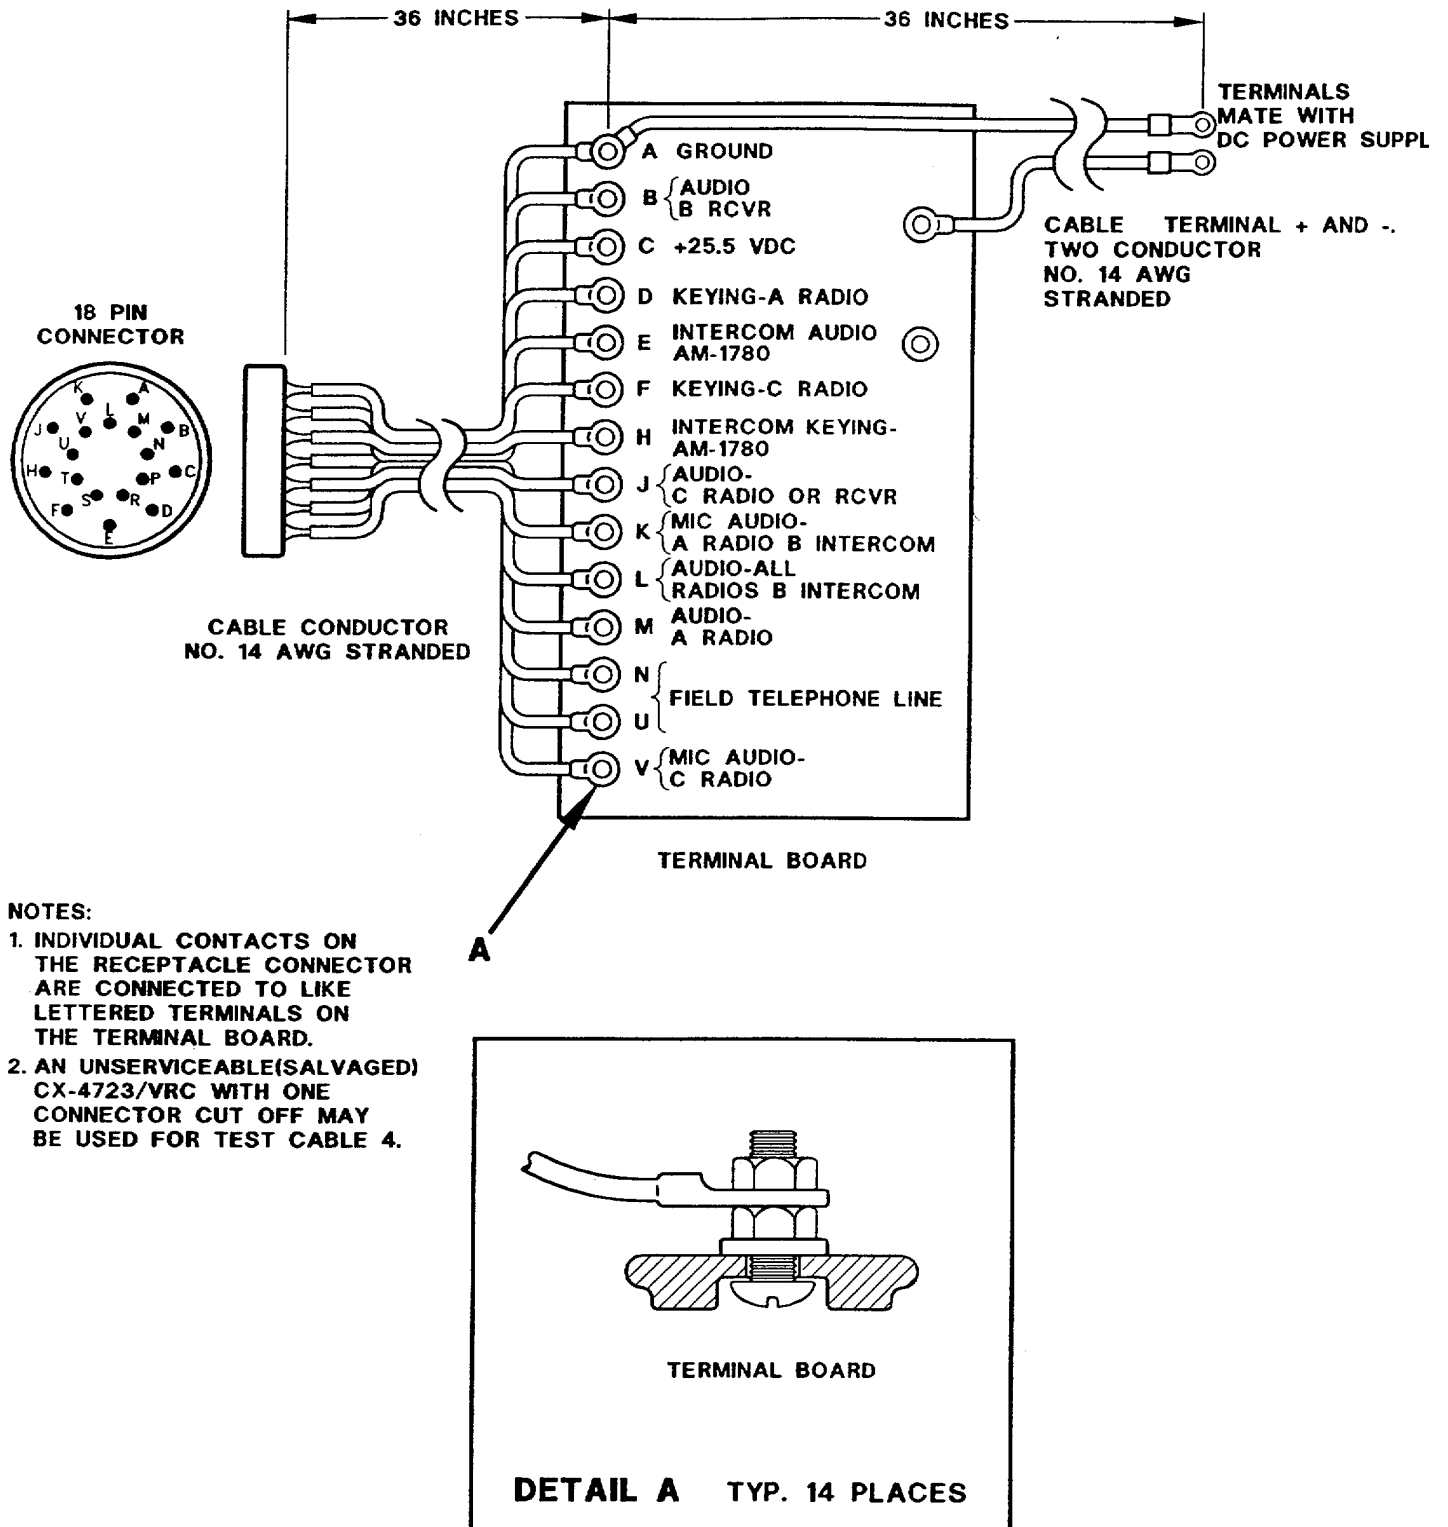 36 INCHES
36 INCHES
TERMINALS
MATE WITH
DC POWER SUPPL
A GROUND
B { AUDIO
B RCVR
C +25.5 VDC
CABLE TERMINAL + AND -.
TWO CONDUCTOR
NO. 14 AWG
STRANDED
D KEYING-A RADIO
E INTERCOM AUDIO
AM-1780
F KEYING-C RADIO
H INTERCOM KEYING-
AM-1780
J { AUDIO-
C RADIO OR RCVR
K { MIC AUDIO-
A RADIO B INTERCOM
L { AUDIO-ALL
RADIOS B INTERCOM
M AUDIO-
A RADIO
N
FIELD TELEPHONE LINE
U
V { MIC AUDIO-
C RADIO
18 PIN
CONNECTOR
K A
L
J V M B
U N
H T P C
S R
F D
E
CABLE CONDUCTOR
NO. 14 AWG STRANDED
TERMINAL BOARD
A
NOTES:
1. INDIVIDUAL CONTACTS ON
THE RECEPTACLE CONNECTOR
ARE CONNECTED TO LIKE
LETTERED TERMINALS ON
THE TERMINAL BOARD.
2. AN UNSERVICEABLE(SALVAGED)
CX-4723/VRC WITH ONE
CONNECTOR CUT OFF MAY
BE USED FOR TEST CABLE 4.
TERMINAL BOARD
DETAIL A TYP. 14 PLACES